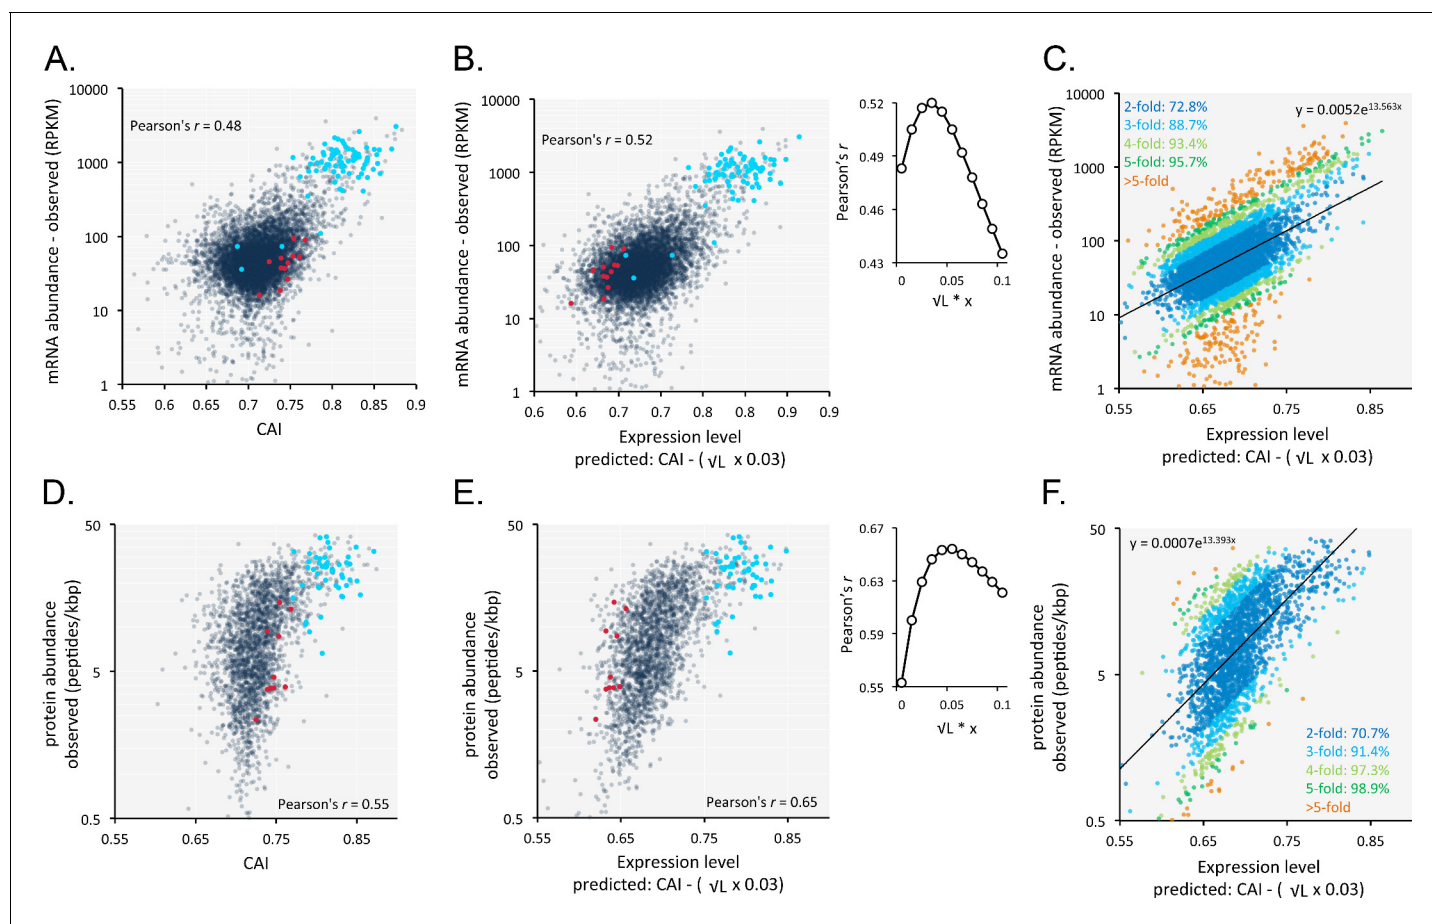 A.
mRNA abundance - observed (RPKM)
10000
1000
100
10
1
Pearson's r = 0.48
0.55
0.6
0.65
0.7
0.75
0.8
0.85
0.9
CAI
B.
mRNA abundance - observed (RPKM)
10000
1000
100
10
1
Pearson's r = 0.52
0.6
0.6
0.7
0.7
0.8
0.8
0.9
0.9
Expression level
predicted: CAI - ( √L x 0.03)
Pearson's r
0.52
0.49
0.46
0.43
0
0.05
0.1
√L * x
C.
mRNA abundance - observed (RPKM)
10000
1000
100
10
1
2-fold: 72.8%
3-fold: 88.7%
4-fold: 93.4%
5-fold: 95.7%
>5-fold
y = 0.0052e^13.563x
0.55
0.65
0.75
0.85
Expression level
predicted: CAI - ( √L x 0.03)
D.
protein abundance
observed (peptides/kbp)
50
5
0.5
Pearson's r = 0.55
0.55
0.65
0.75
0.85
CAI
E.
protein abundance
observed (peptides/kbp)
50
5
0.5
Pearson's r = 0.65
0.55
0.65
0.75
0.85
Expression level
predicted: CAI - ( √L x 0.03)
Pearson's r
0.67
0.63
0.59
0.55
0
0.05
0.1
√L * x
F.
protein abundance
observed (peptides/kbp)
50
5
0.5
y = 0.0007e^13.393x
2-fold: 70.7%
3-fold: 91.4%
4-fold: 97.3%
5-fold: 98.9%
>5-fold
0.55
0.65
0.75
0.85
Expression level
predicted: CAI - ( √L x 0.03)